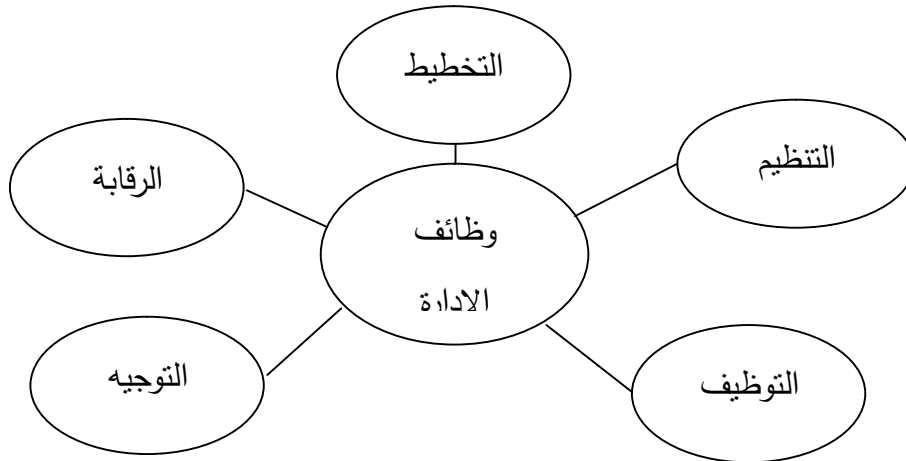 التخطيط
التنظيم
الرقابة
وظائف
الادارة
التوجيه
التوظيف